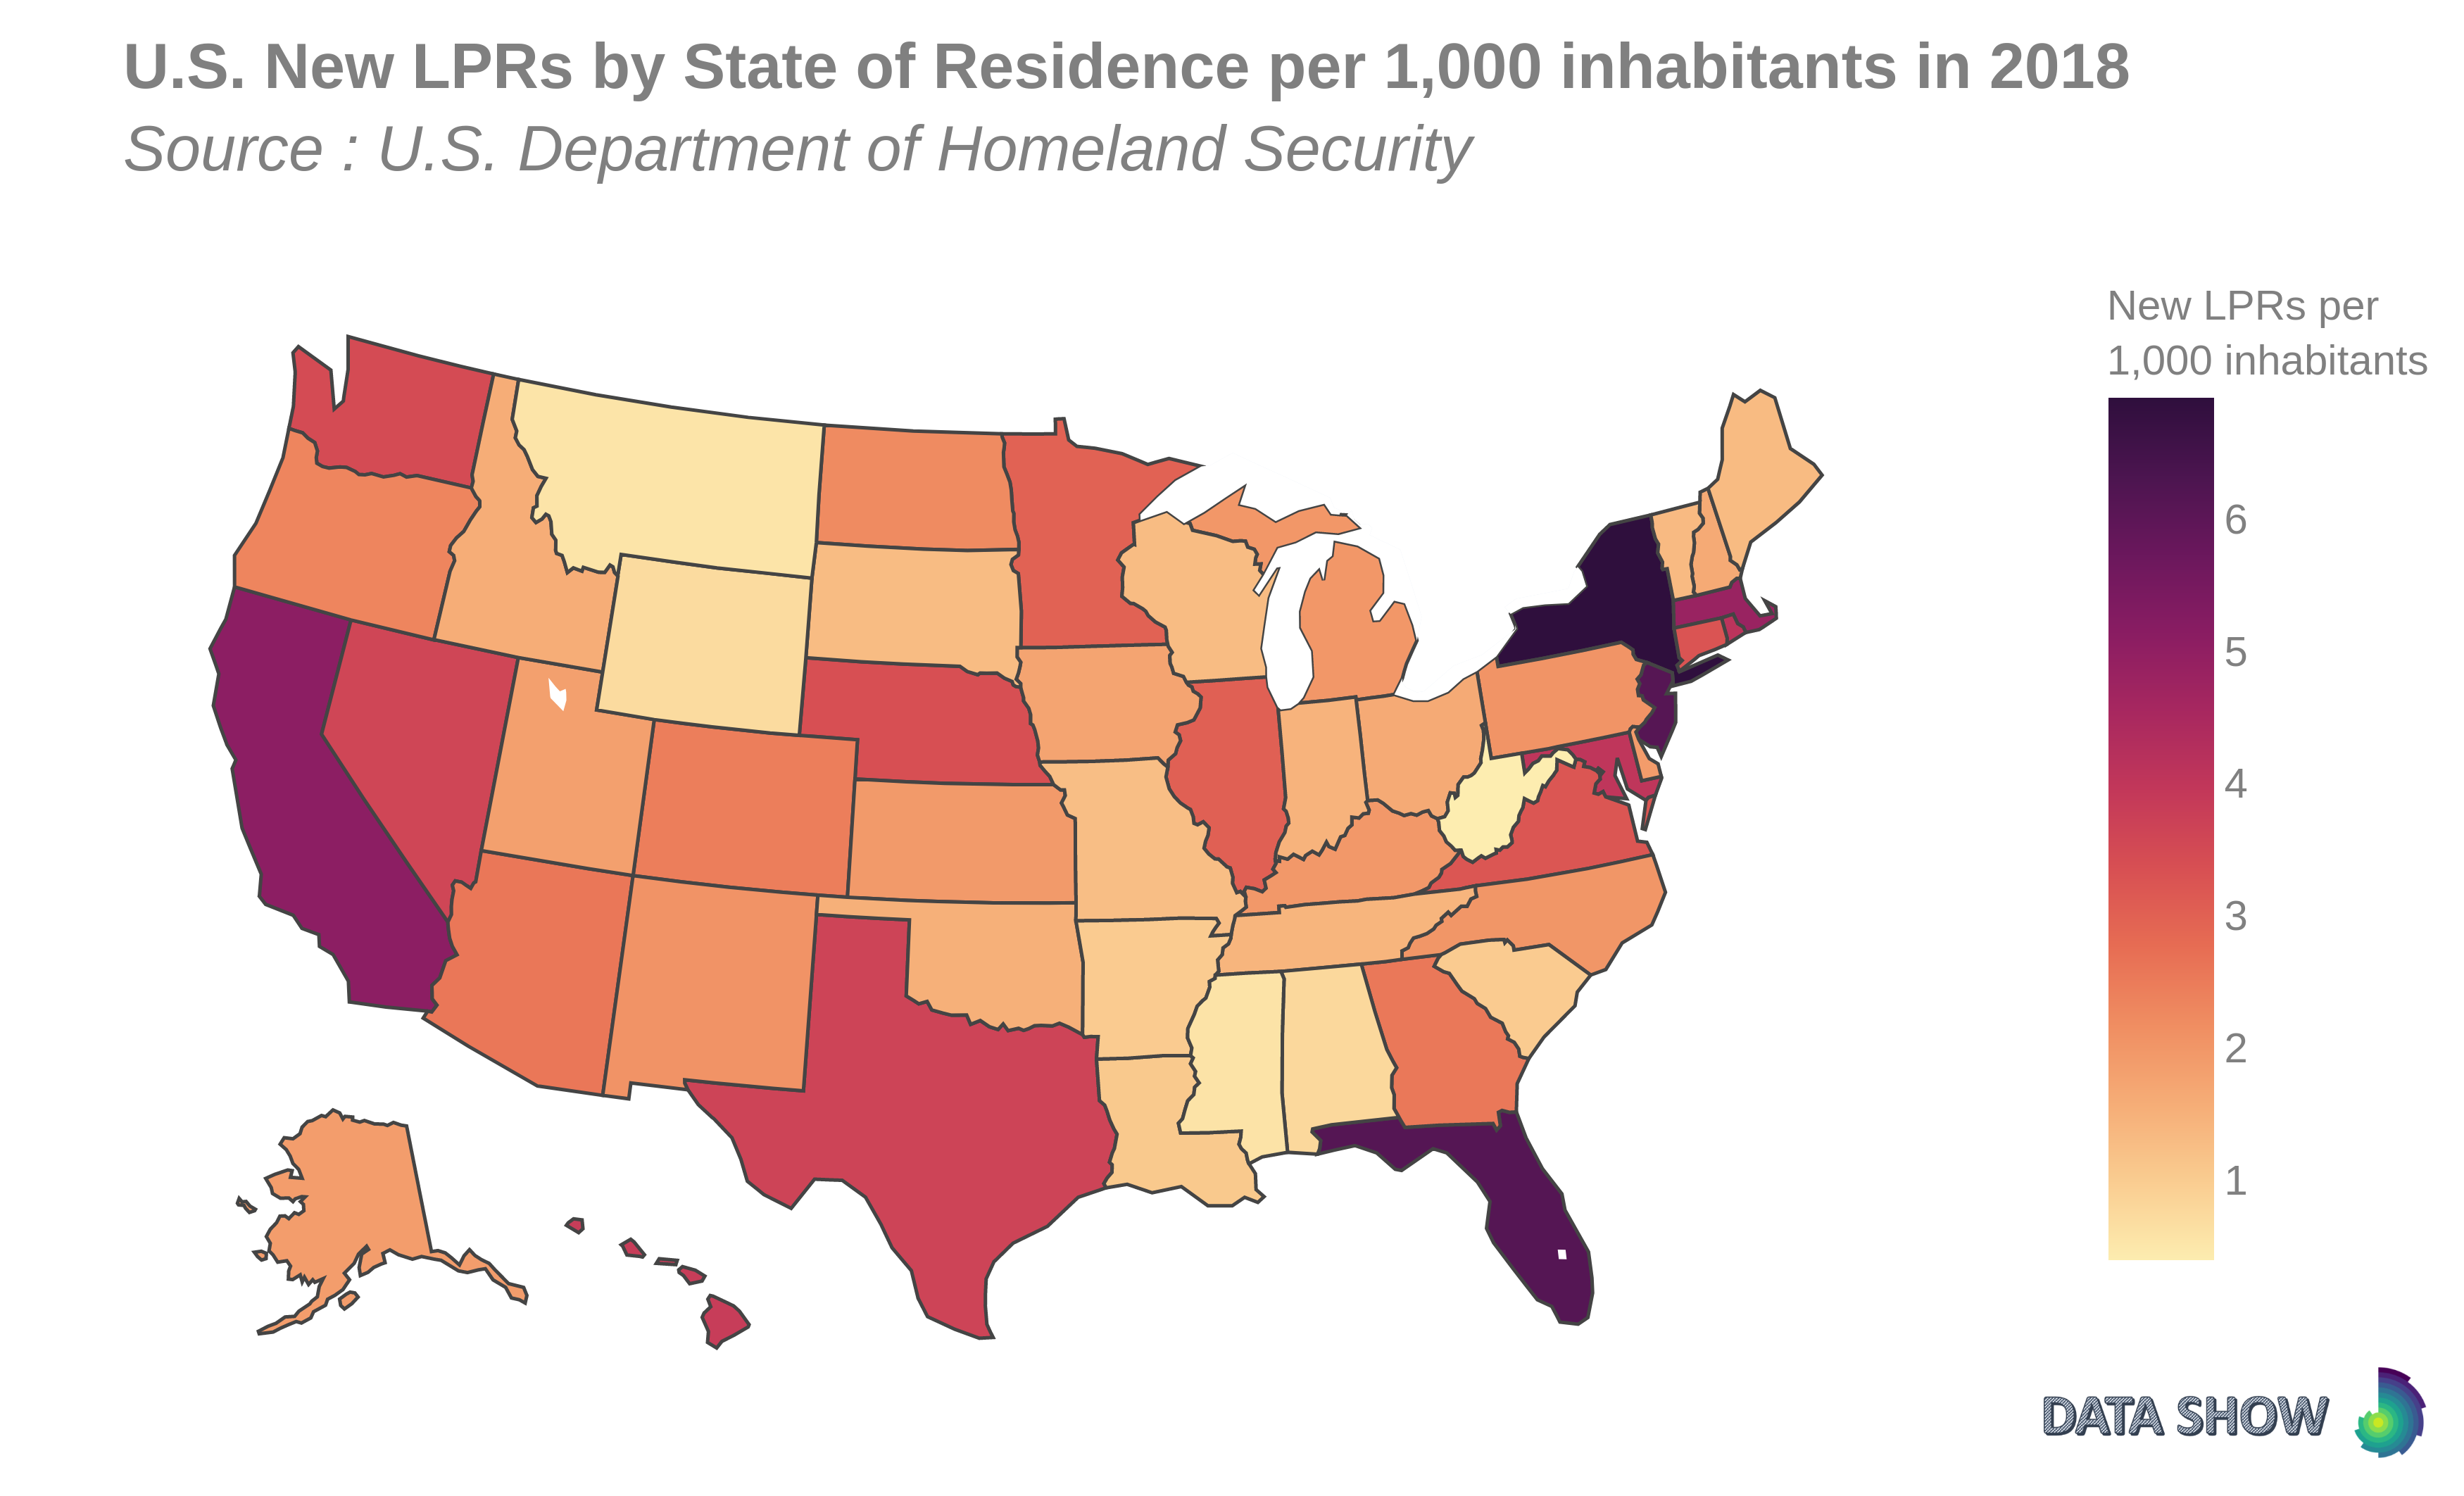 U.S. New LPRs by State of Residence per 1,000 inhabitants in 2018
Source : U.S. Department of Homeland Security
New LPRs per
1,000 inhabitants
6
5
4
3
2
1
DATA SHOW